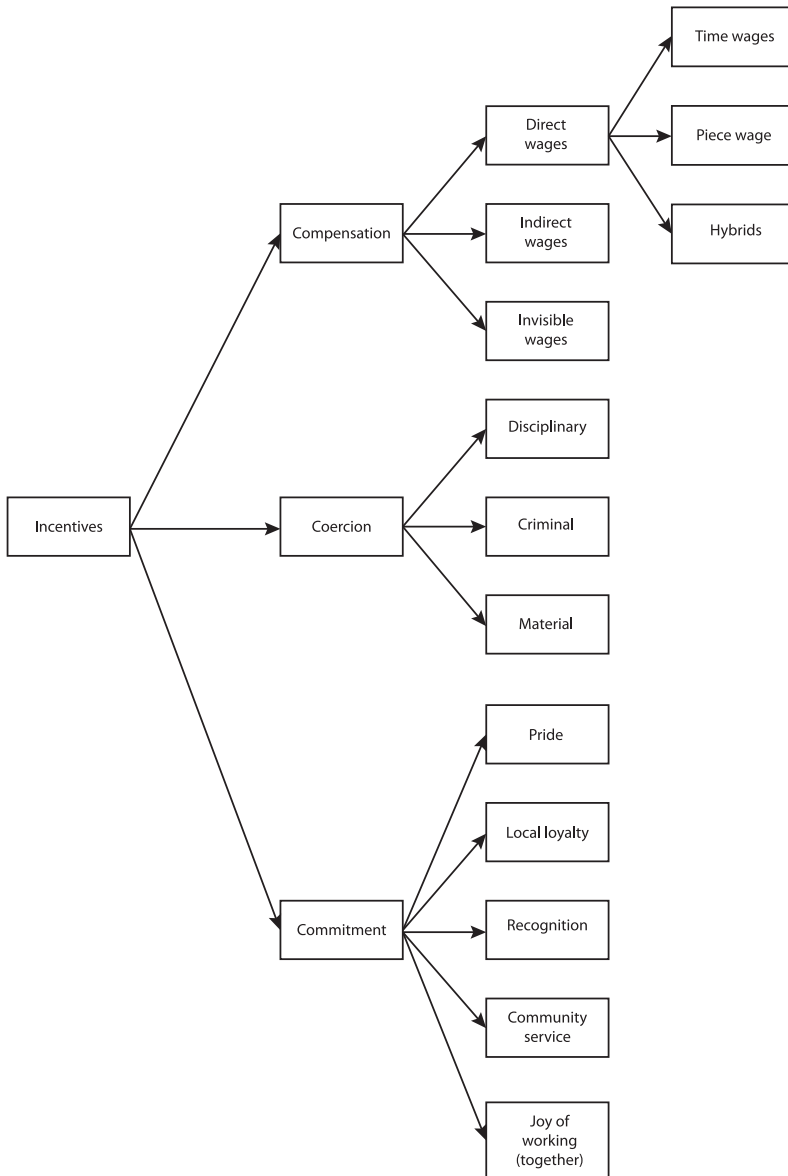 Time wages
Direct
wages
Piece wage
Compensation
Indirect
wages
Hybrids
Invisible
wages
Disciplinary
Incentives
Coercion
Criminal
Material
Pride
Local loyalty
Commitment
Recognition
Community
service
Joy of
working
(together)